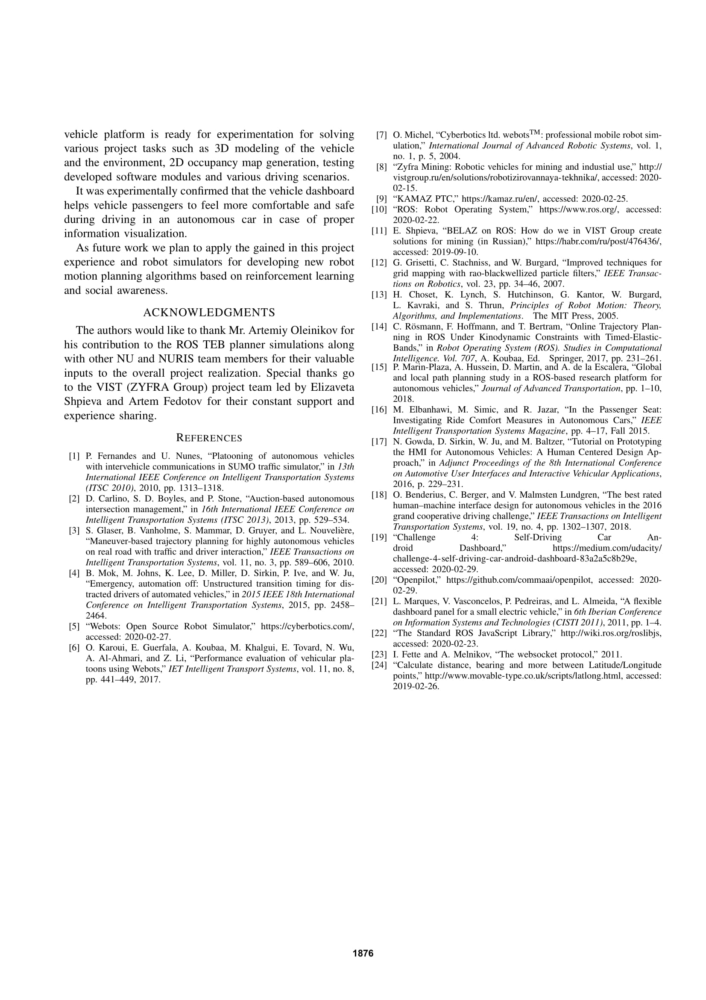 vehicle platform is ready for experimentation for solving
various project tasks such as 3D modeling of the vehicle
and the environment, 2D occupancy map generation, testing
developed software modules and various driving scenarios.
It was experimentally confirmed that the vehicle dashboard
helps vehicle passengers to feel more comfortable and safe
during driving in an autonomous car in case of proper
information visualization.
As future work we plan to apply the gained in this project
experience and robot simulators for developing new robot
motion planning algorithms based on reinforcement learning
and social awareness.
ACKNOWLEDGMENTS
The authors would like to thank Mr. Artemiy Oleinikov for
his contribution to the ROS TEB planner simulations along
with other NU and NURIS team members for their valuable
inputs to the overall project realization. Special thanks go
to the VIST (ZYFRA Group) project team led by Elizaveta
Shpieva and Artem Fedotov for their constant support and
experience sharing.
REFERENCES
[1] P. Fernandes and U. Nunes, “Platooning of autonomous vehicles
with intervehicle communications in SUMO traffic simulator,” in 13th
International IEEE Conference on Intelligent Transportation Systems
(ITSC 2010), 2010, pp. 1313–1318.
[2] D. Carlino, S. D. Boyles, and P. Stone, “Auction-based autonomous
intersection management,” in 16th International IEEE Conference on
Intelligent Transportation Systems (ITSC 2013), 2013, pp. 529–534.
[3] S. Glaser, B. Vanholme, S. Mammar, D. Gruyer, and L. Nouvelière,
“Maneuver-based trajectory planning for highly autonomous vehicles
on real road with traffic and driver interaction,” IEEE Transactions on
Intelligent Transportation Systems, vol. 11, no. 3, pp. 589–606, 2010.
[4] B. Mok, M. Johns, K. Lee, D. Miller, D. Sirkin, P. Ive, and W. Ju,
“Emergency, automation off: Unstructured transition timing for dis-
tracted drivers of automated vehicles,” in 2015 IEEE 18th International
Conference on Intelligent Transportation Systems, 2015, pp. 2458–
2464.
[5] “Webots: Open Source Robot Simulator,” https://cyberbotics.com/,
accessed: 2020-02-27.
[6] O. Karoui, E. Guerfala, A. Koubaa, M. Khalgui, E. Tovard, N. Wu,
A. Al-Ahmari, and Z. Li, “Performance evaluation of vehicular pla-
toons using Webots,” IET Intelligent Transport Systems, vol. 11, no. 8,
pp. 441–449, 2017.
[7] O. Michel, “Cyberbotics ltd. webots™: professional mobile robot sim-
ulation,” International Journal of Advanced Robotic Systems, vol. 1,
no. 1, p. 5, 2004.
[8] “Zyfra Mining: Robotic vehicles for mining and industial use,” http://
vistgroup.ru/en/solutions/robotizirovannaya-tekhnika/, accessed: 2020-
02-15.
[9] “KAMAZ PTC,” https://kamaz.ru/en/, accessed: 2020-02-25.
[10] “ROS: Robot Operating System,” https://www.ros.org/, accessed:
2020-02-22.
[11] E. Shpieva, “BELAZ on ROS: How do we in VIST Group create
solutions for mining (in Russian),” https://habr.com/ru/post/476436/,
accessed: 2019-09-10.
[12] G. Grisetti, C. Stachniss, and W. Burgard, “Improved techniques for
grid mapping with rao-blackwellized particle filters,” IEEE Transac-
tions on Robotics, vol. 23, pp. 34–46, 2007.
[13] H. Choset, K. Lynch, S. Hutchinson, G. Kantor, W. Burgard,
L. Kavraki, and S. Thrun, Principles of Robot Motion: Theory,
Algorithms, and Implementations. The MIT Press, 2005.
[14] C. Rösmann, F. Hoffmann, and T. Bertram, “Online Trajectory Plan-
ning in ROS Under Kinodynamic Constraints with Timed-Elastic-
Bands,” in Robot Operating System (ROS). Studies in Computational
Intelligence. Vol. 707, A. Koubaa, Ed. Springer, 2017, pp. 231–261.
[15] P. Marin-Plaza, A. Hussein, D. Martin, and A. de la Escalera, “Global
and local path planning study in a ROS-based research platform for
autonomous vehicles,” Journal of Advanced Transportation, pp. 1–10,
2018.
[16] M. Elbanhawi, M. Simic, and R. Jazar, “In the Passenger Seat:
Investigating Ride Comfort Measures in Autonomous Cars,” IEEE
Intelligent Transportation Systems Magazine, pp. 4–17, Fall 2015.
[17] N. Gowda, D. Sirkin, W. Ju, and M. Baltzer, “Tutorial on Prototyping
the HMI for Autonomous Vehicles: A Human Centered Design Ap-
proach,” in Adjunct Proceedings of the 8th International Conference
on Automotive User Interfaces and Interactive Vehicular Applications,
2016, p. 229–231.
[18] O. Benderius, C. Berger, and V. Malmsten Lundgren, “The best rated
human–machine interface design for autonomous vehicles in the 2016
grand cooperative driving challenge,” IEEE Transactions on Intelligent
Transportation Systems, vol. 19, no. 4, pp. 1302–1307, 2018.
[19] “Challenge 4: Self-Driving Car An-
droid Dashboard,” https://medium.com/udacity/
challenge-4-self-driving-car-android-dashboard-83a2a5c8b29e,
accessed: 2020-02-29.
[20] “Openpilot,” https://github.com/commaai/openpilot, accessed: 2020-
02-29.
[21] L. Marques, V. Vasconcelos, P. Pedreiras, and L. Almeida, “A flexible
dashboard panel for a small electric vehicle,” in 6th Iberian Conference
on Information Systems and Technologies (CISTI 2011), 2011, pp. 1–4.
[22] “The Standard ROS JavaScript Library,” http://wiki.ros.org/roslibjs,
accessed: 2020-02-23.
[23] I. Fette and A. Melnikov, “The websocket protocol,” 2011.
[24] “Calculate distance, bearing and more between Latitude/Longitude
points,” http://www.movable-type.co.uk/scripts/latlong.html, accessed:
2019-02-26.
1876